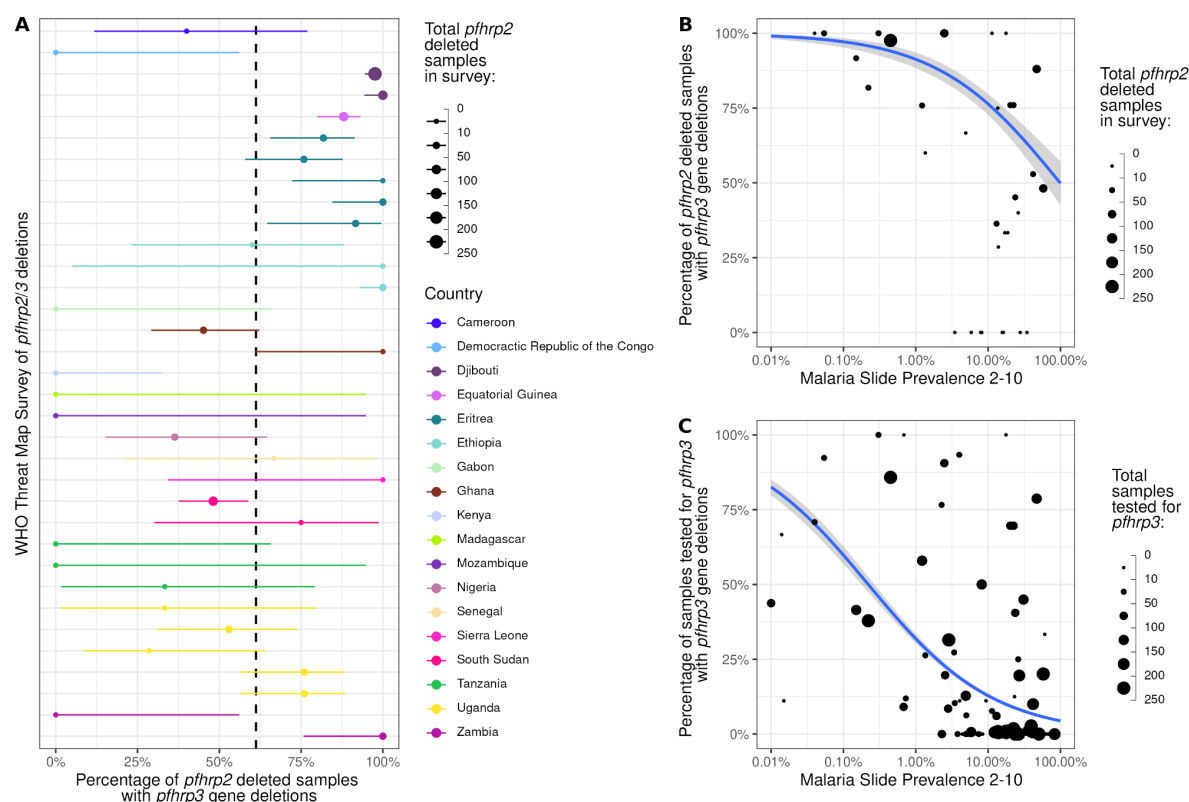 A
WHO Threat Map Survey of pfhrp2/3 deletions
0%
25%
50%
75%
100%
Percentage of pfhrp2 deleted samples
with pfhrp3 gene deletions
Total pfhrp2
deleted
samples
in survey:
0
10
50
100
150
200
250
Country
Cameroon
Democractic Republic of the Congo
Djibouti
Equatorial Guinea
Eritrea
Ethiopia
Gabon
Ghana
Kenya
Madagascar
Mozambique
Nigeria
Senegal
Sierra Leone
South Sudan
Tanzania
Uganda
Zambia
B
Percentage of pfhrp2 deleted samples
with pfhrp3 gene deletions
100%
75%
50%
25%
0%
0.01%
0.10%
1.00%
10.00%
100.00%
Malaria Slide Prevalence 2-10
Total pfhrp2
deleted
samples
in survey:
0
10
50
100
150
200
250
C
Percentage of samples tested for pfhrp3
with pfhrp3 gene deletions
100%
75%
50%
25%
0%
0.01%
0.10%
1.00%
10.00%
100.00%
Malaria Slide Prevalence 2-10
Total
samples
tested for
pfhrp3:
0
10
50
100
150
200
250